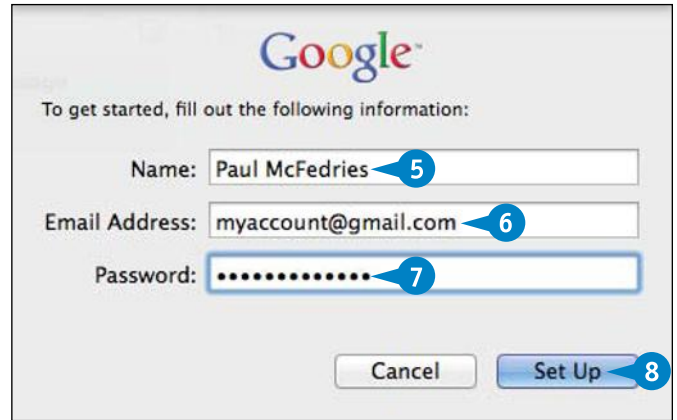 Google™
To get started, fill out the following information:
Name: Paul McFedries 5
Email Address: myaccount@gmail.com 6
Password: ••••••••••••• 7
Cancel Set Up 8